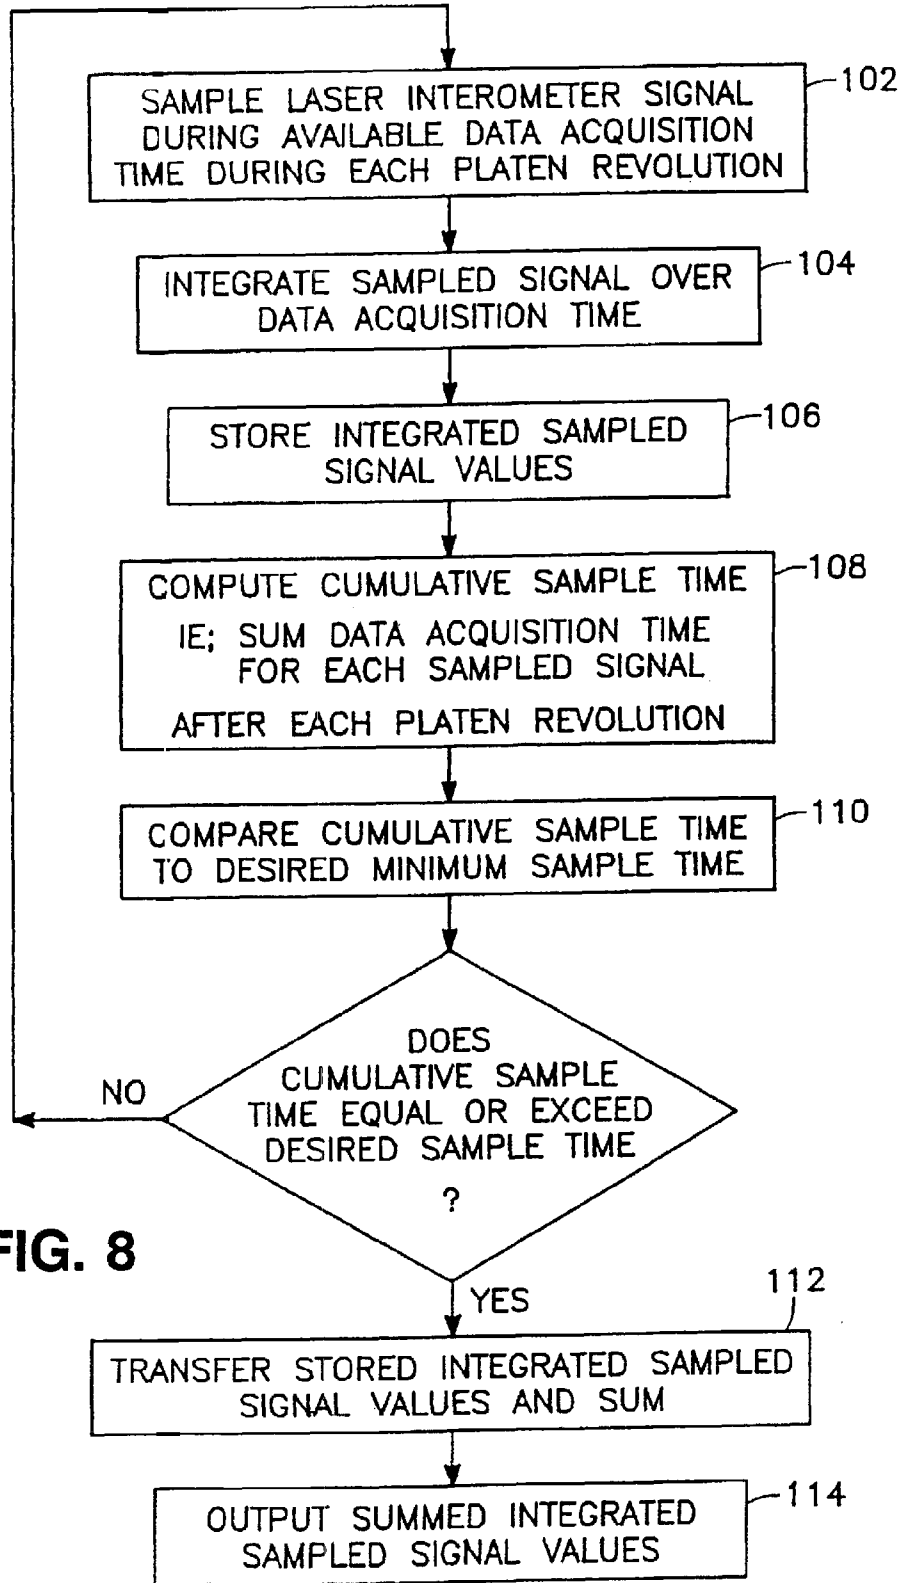 SAMPLE LASER INTEROMETER SIGNAL
DURING AVAILABLE DATA ACQUISITION
TIME DURING EACH PLATEN REVOLUTION
102
INTEGRATE SAMPLED SIGNAL OVER
DATA ACQUISITION TIME
104
STORE INTEGRATED SAMPLED
SIGNAL VALUES
106
COMPUTE CUMULATIVE SAMPLE TIME
IE; SUM DATA ACQUISITION TIME
FOR EACH SAMPLED SIGNAL
AFTER EACH PLATEN REVOLUTION
108
COMPARE CUMULATIVE SAMPLE TIME
TO DESIRED MINIMUM SAMPLE TIME
110
DOES
CUMULATIVE SAMPLE
TIME EQUAL OR EXCEED
DESIRED SAMPLE TIME
?
NO
FIG. 8
YES
112
TRANSFER STORED INTEGRATED SAMPLED
SIGNAL VALUES AND SUM
OUTPUT SUMMED INTEGRATED
SAMPLED SIGNAL VALUES
114